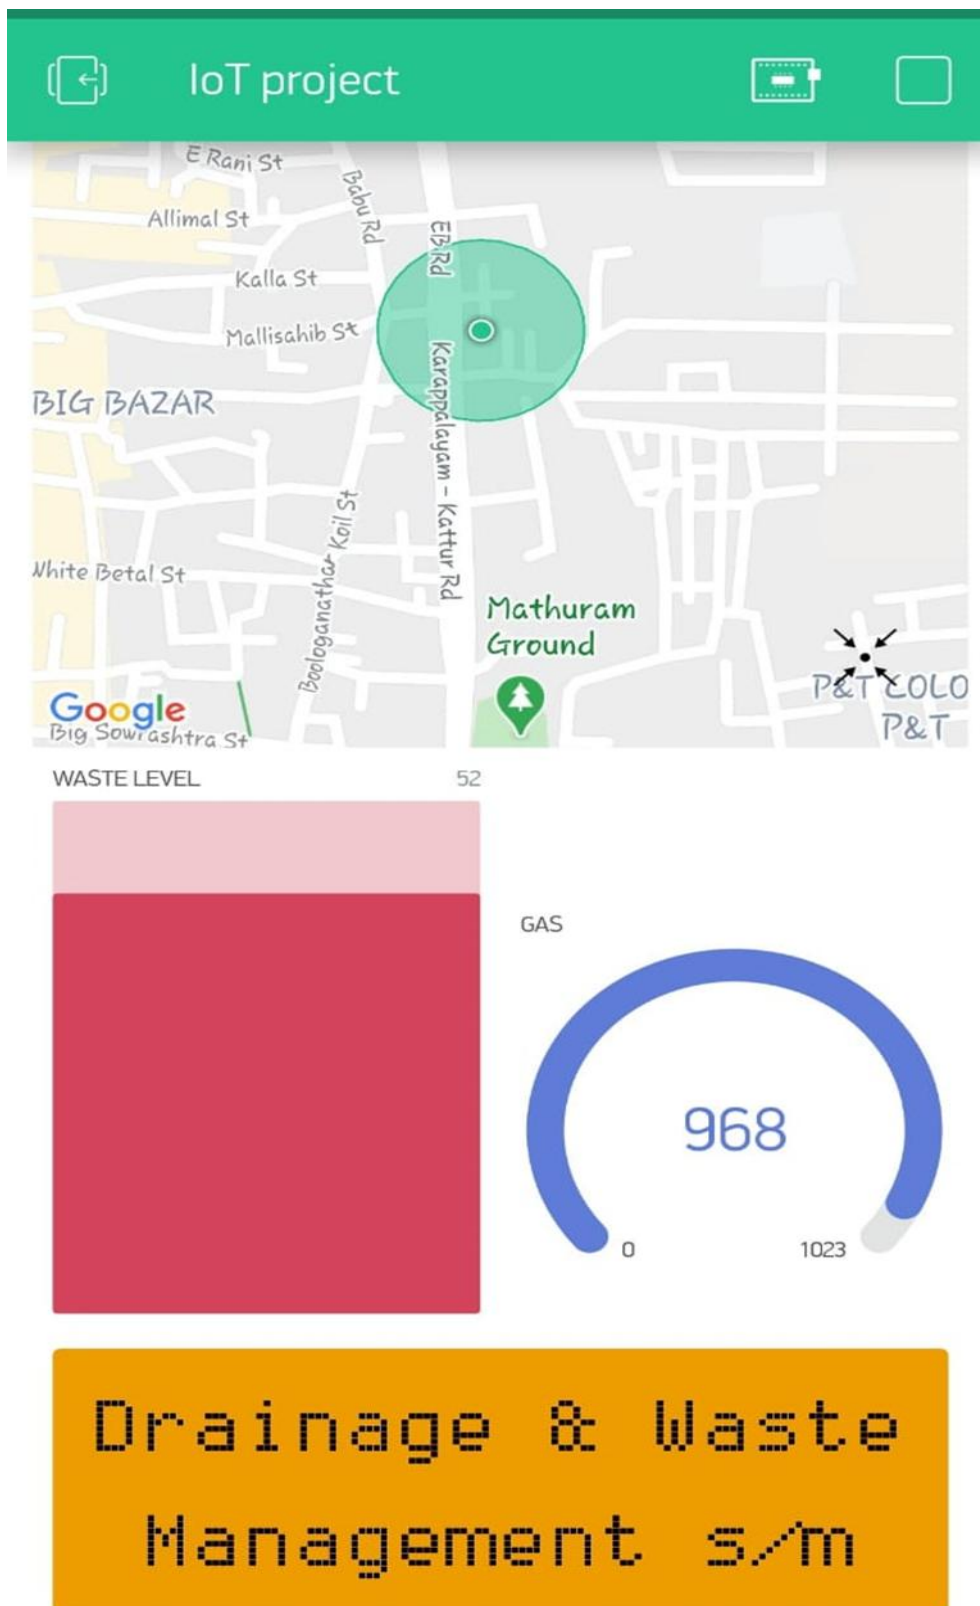 IoT project
E Rani St
Babu Rd
Allimal St
EB Rd
Kalla St
Mallisahib St
Karappalayam - Kattur Rd
BIG BAZAR
Boologanathar Koil St
White Betal St
Mathuram
Ground
P&T COLO
P&T
Google
Big Sowrashtra St
WASTE LEVEL 52
GAS
968
0 1023
Drainage & Waste
Management s/m